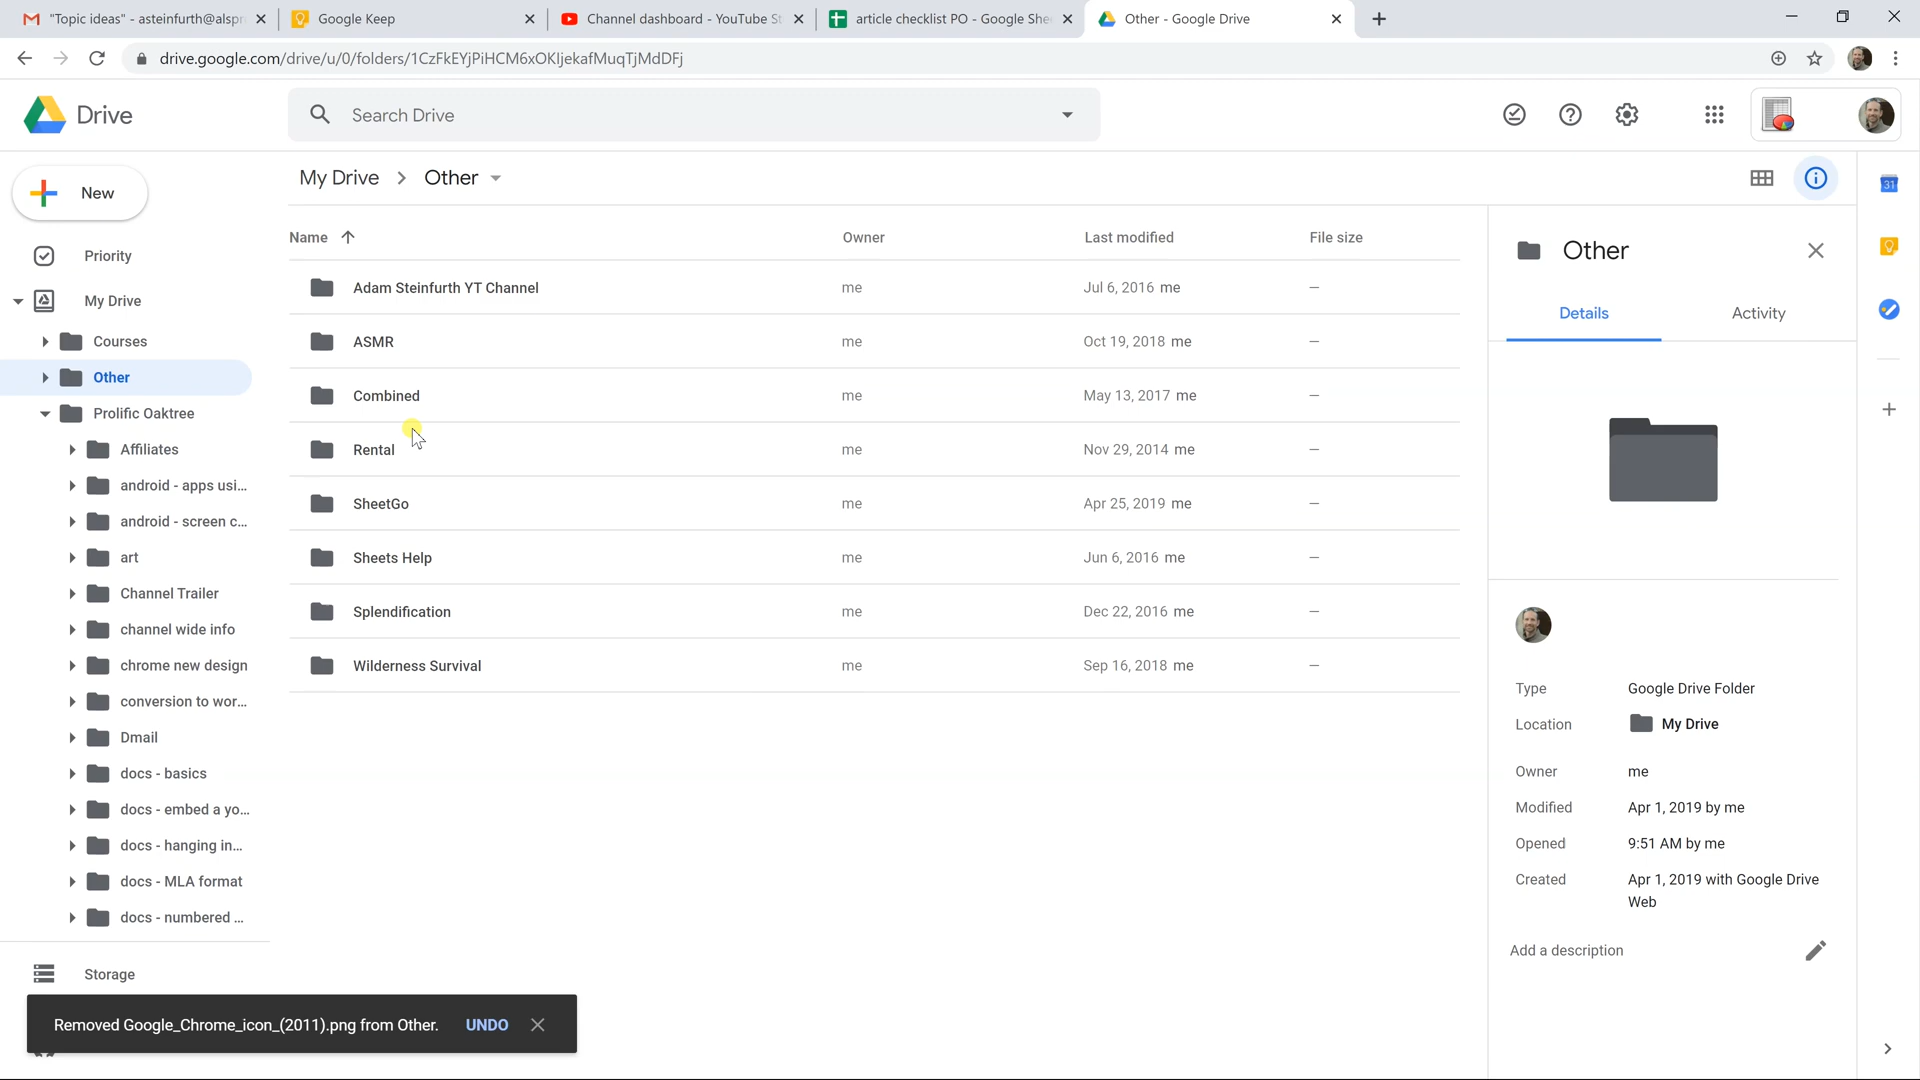 "Topic ideas" - asteinfurth@alspr
Google Keep
Channel dashboard - YouTube St
article checklist PO - Google She
Other - Google Drive
drive.google.com/drive/u/0/folders/1CzFkEYjPiHCM6xOKIjekafMuqTjMdDFj
Drive
Search Drive
New
My Drive > Other
Priority
My Drive
Courses
Other
Prolific Oaktree
Affiliates
android - apps usi...
android - screen c...
art
Channel Trailer
channel wide info
chrome new design
conversion to wor...
Dmail
docs - basics
docs - embed a yo...
docs - hanging in...
docs - MLA format
docs - numbered ...
Storage
Name Owner Last modified File size
Adam Steinfurth YT Channel me Jul 6, 2016 me –
ASMR me Oct 19, 2018 me –
Combined me May 13, 2017 me –
Rental me Nov 29, 2014 me –
SheetGo me Apr 25, 2019 me –
Sheets Help me Jun 6, 2016 me –
Splendification me Dec 22, 2016 me –
Wilderness Survival me Sep 16, 2018 me –
Other
Details Activity
Type Google Drive Folder
Location My Drive
Owner me
Modified Apr 1, 2019 by me
Opened 9:51 AM by me
Created Apr 1, 2019 with Google Drive
Web
Add a description
31
Removed Google_Chrome_icon_(2011).png from Other. UNDO